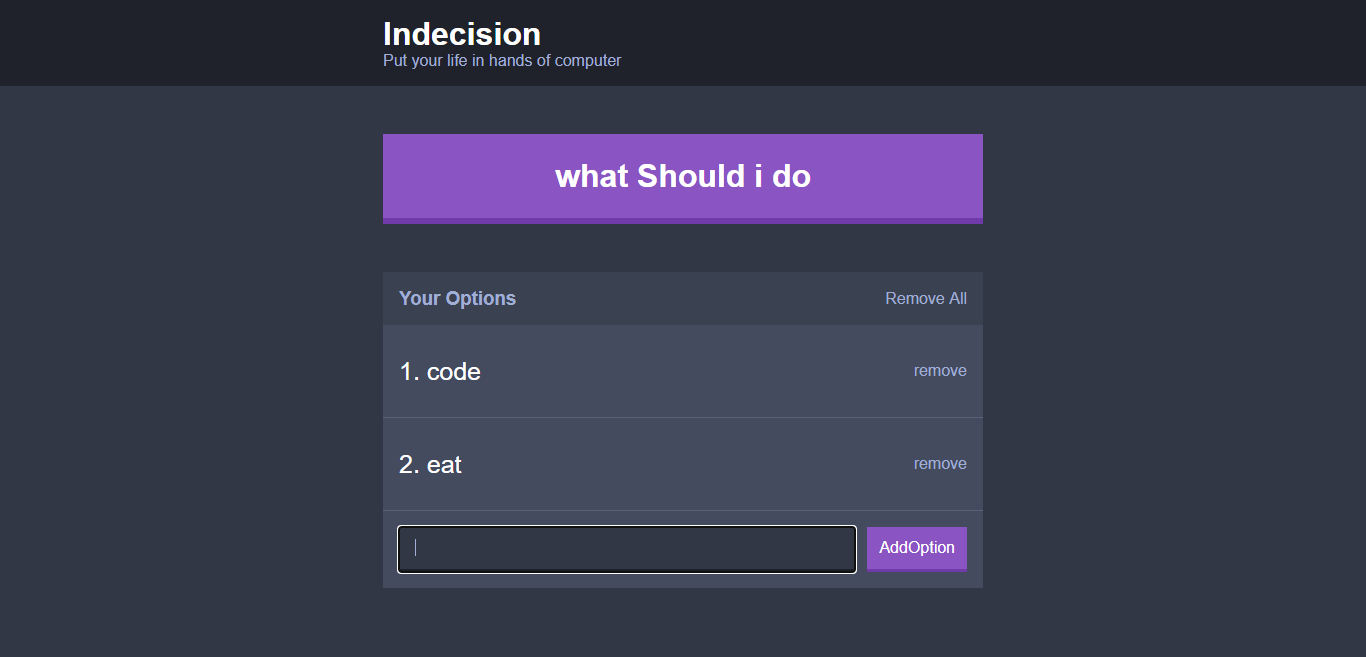 Indecision
Put your life in hands of computer
what Should i do
Your Options Remove All
1. code remove
2. eat remove
AddOption